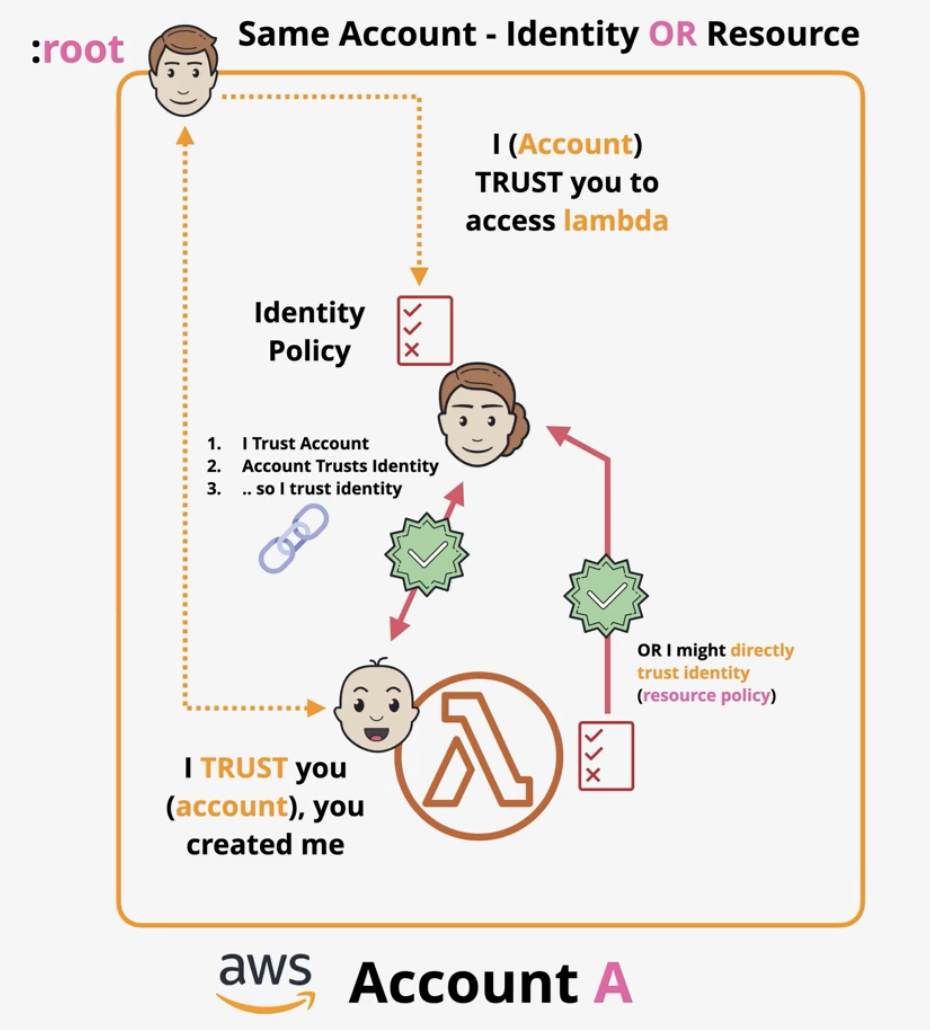 :root
Same Account - Identity OR Resource
I (Account)
TRUST you to
access lambda
Identity
Policy
1. I Trust Account
2. Account Trusts Identity
3. .. so I trust identity
OR I might directly
trust identity
(resource policy)
I TRUST you
(account), you
created me
aws
Account A